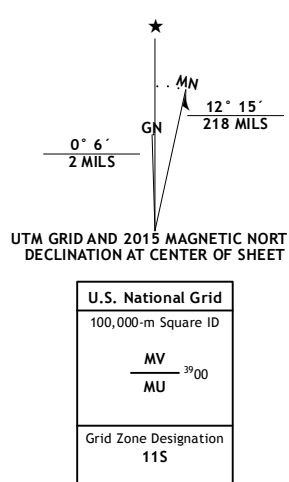 ★
MN
GN
12° 15´
218 MILS
0° 6´
2 MILS
UTM GRID AND 2015 MAGNETIC NORT
DECLINATION AT CENTER OF SHEET
U.S. National Grid
100,000-m Square ID
MV
3900
MU
Grid Zone Designation
11S